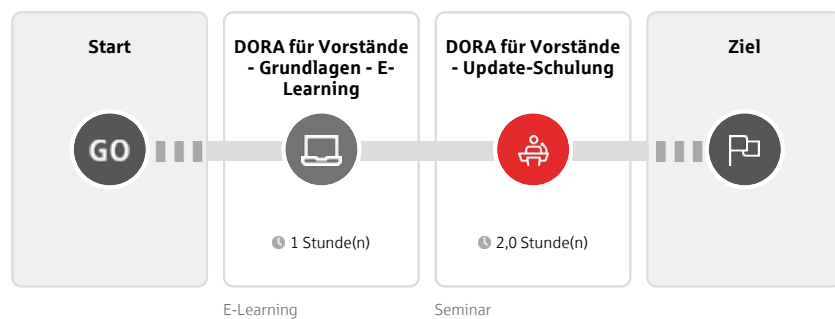 Start
GO
DORA für Vorstände
- Grundlagen - E-
Learning
1 Stunde(n)
E-Learning
DORA für Vorstände
- Update-Schulung
2,0 Stunde(n)
Seminar
Ziel